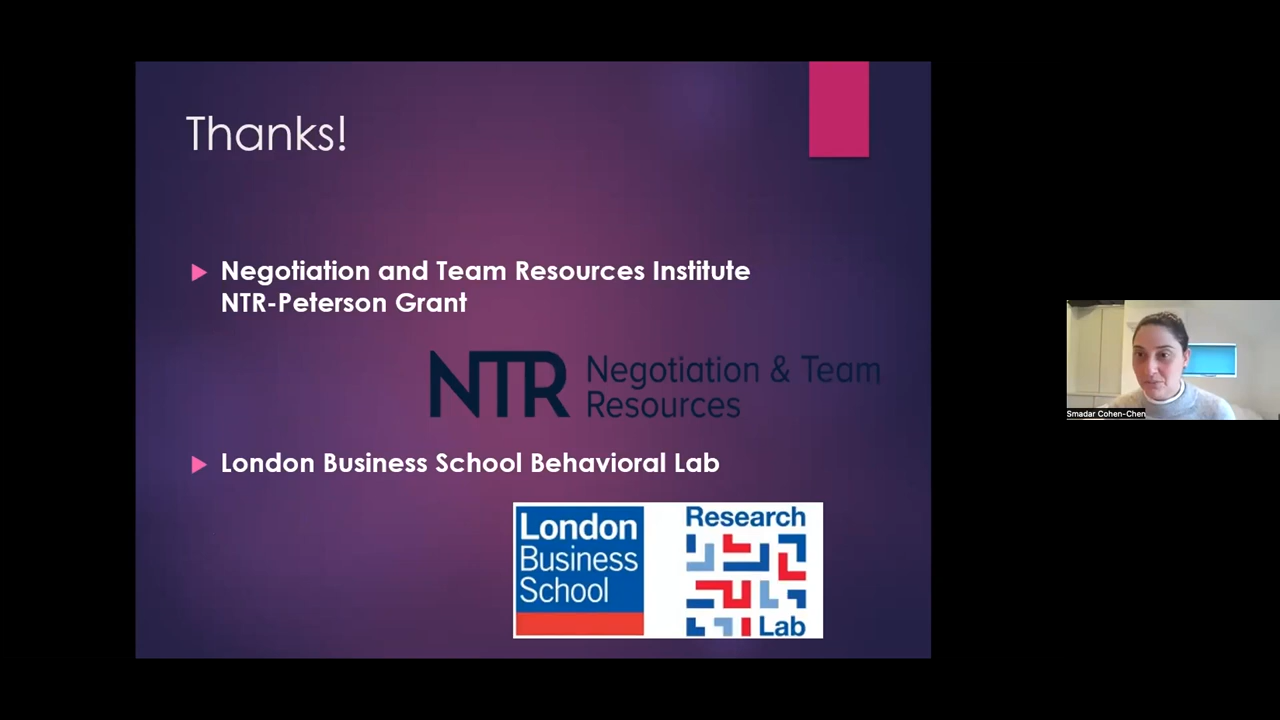 Thanks!
Negotiation and Team Resources Institute
NTR-Peterson Grant
NTR Negotiation & Team
Resources
London Business School Behavioral Lab
London
Business
School
Research
Lab
Smadar Cohen-Chen